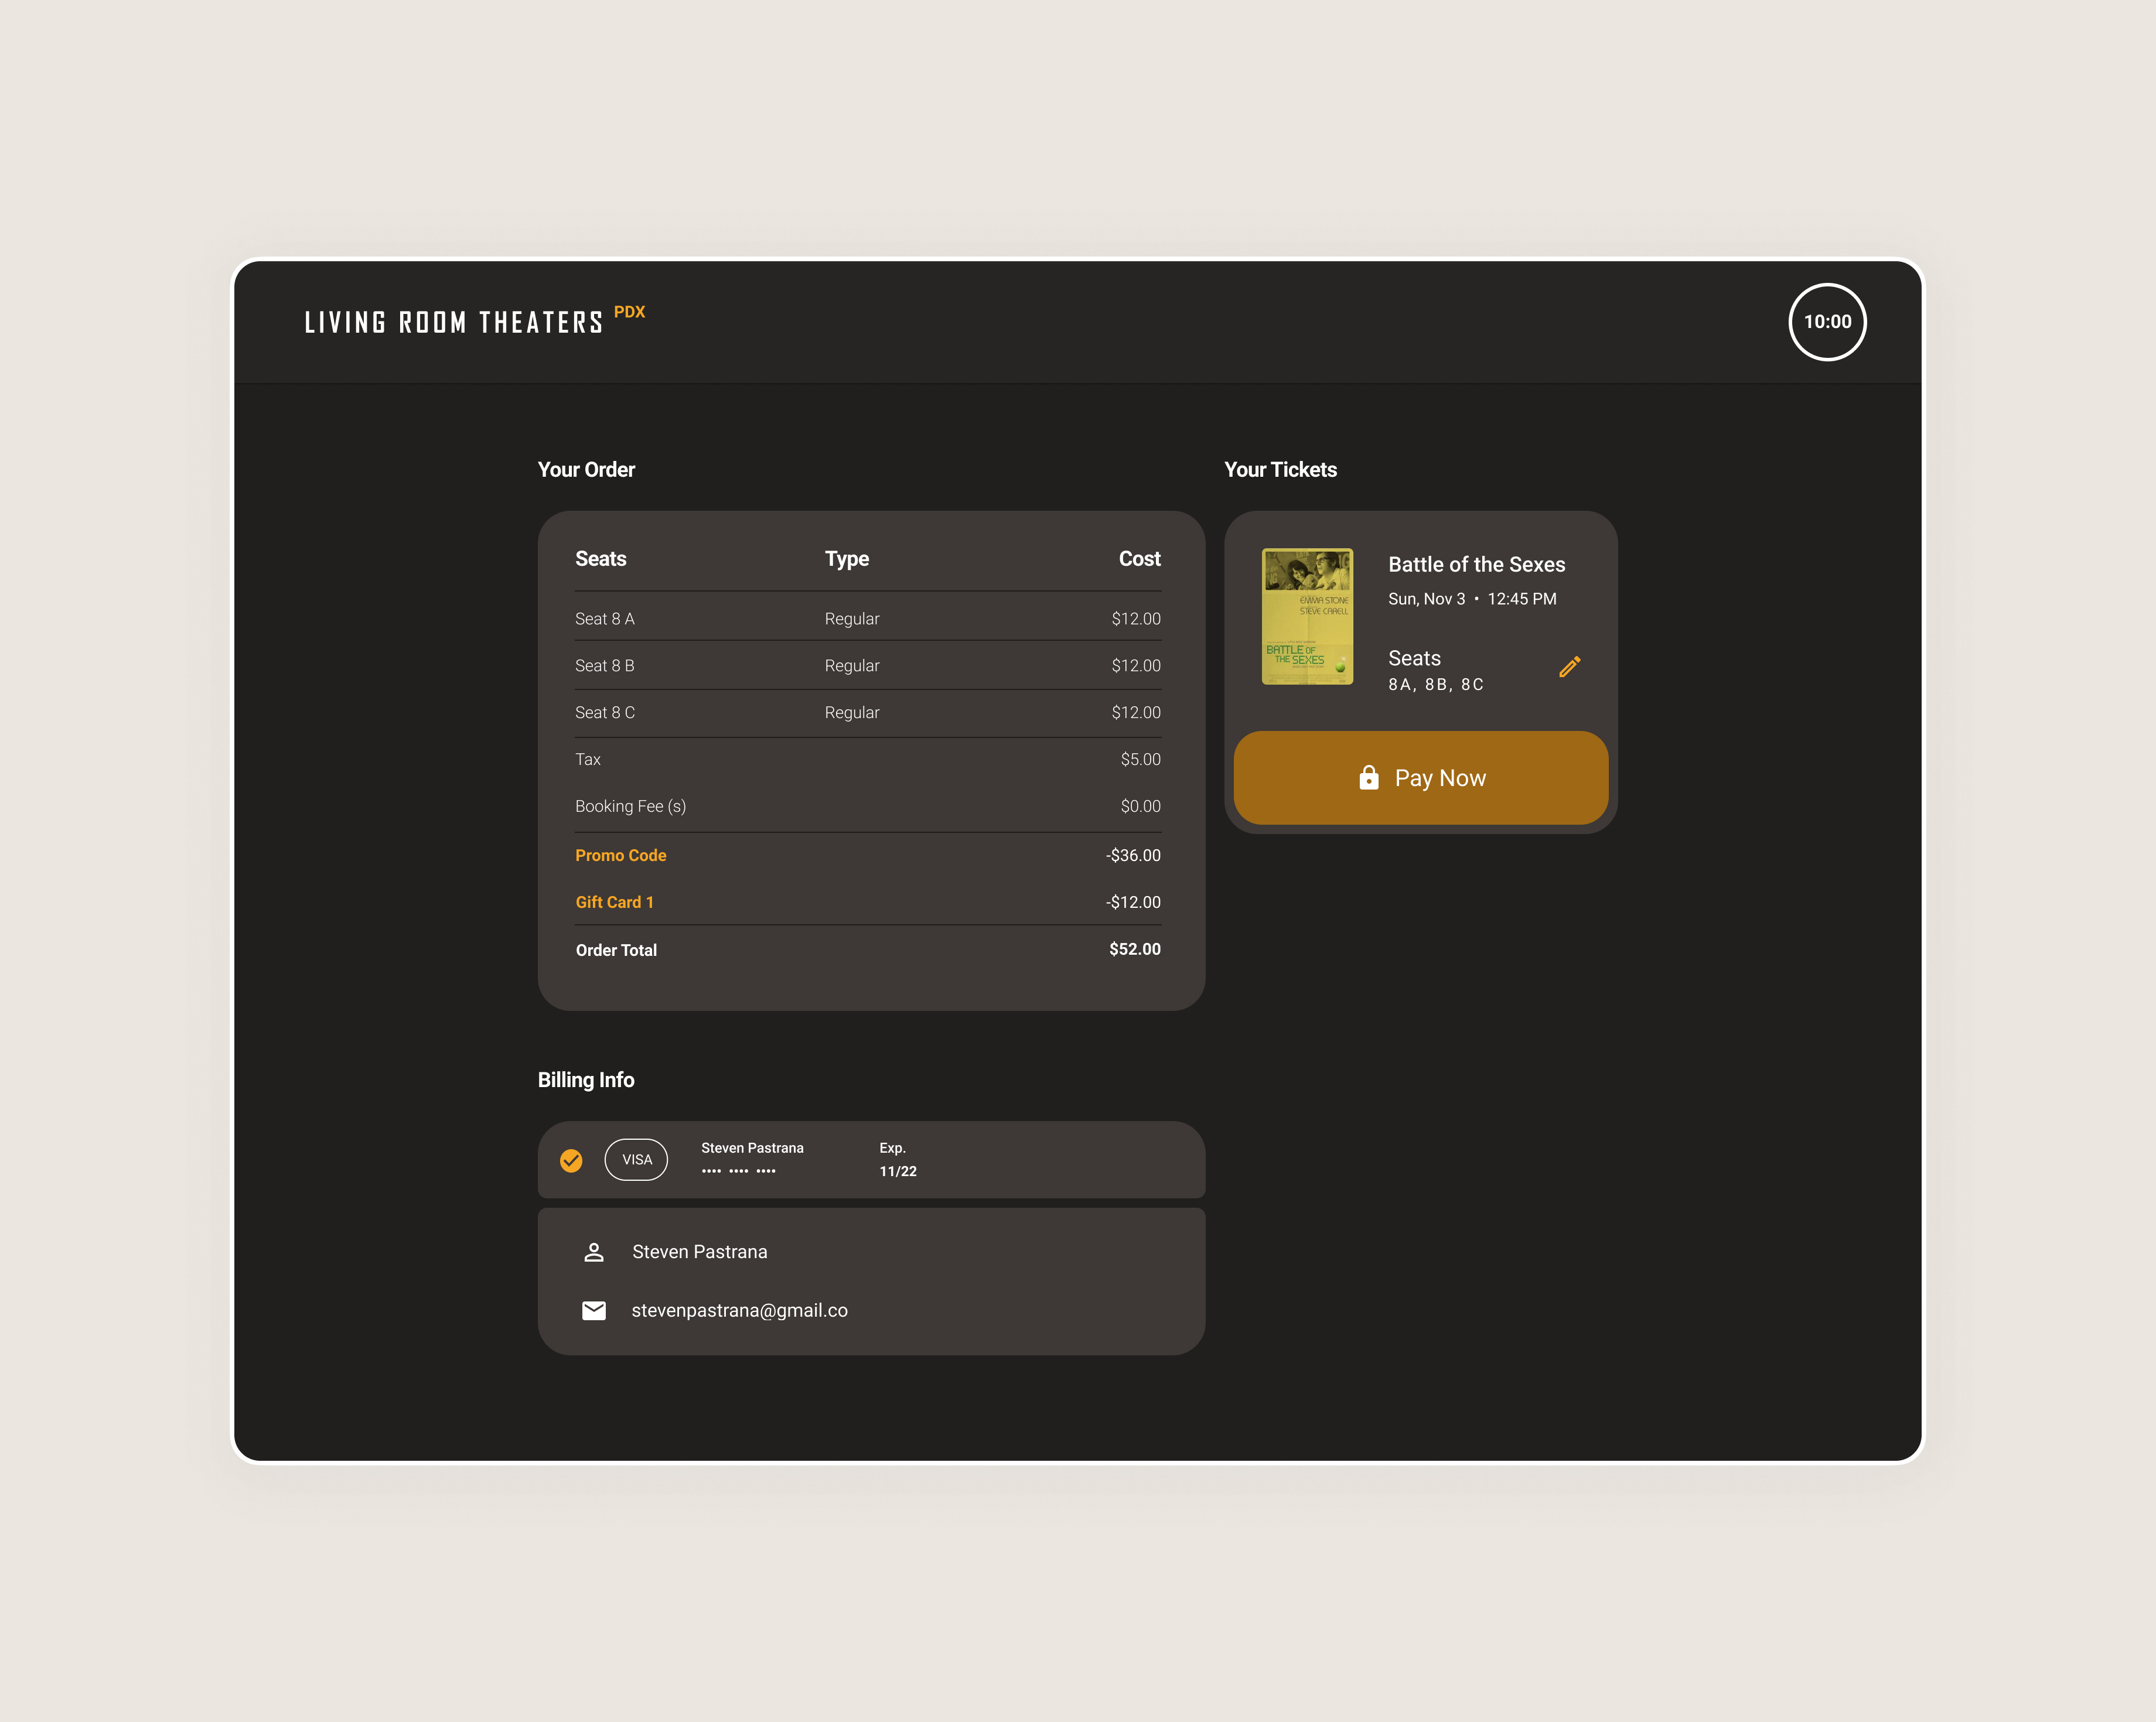 LIVING ROOM THEATERS PDX
10:00
Your Order
Seats Type Cost
Seat 8 A Regular $12.00
Seat 8 B Regular $12.00
Seat 8 C Regular $12.00
Tax $5.00
Booking Fee (s) $0.00
Promo Code -$36.00
Gift Card 1 -$12.00
Order Total $52.00
Your Tickets
EMMA STONE
STEVE CARELL
BATTLE OF
THE SEXES
Battle of the Sexes
Sun, Nov 3 • 12:45 PM
Seats
8A, 8B, 8C
Pay Now
Billing Info
VISA
Steven Pastrana
•••• •••• ••••
Exp.
11/22
Steven Pastrana
stevenpastrana@gmail.co